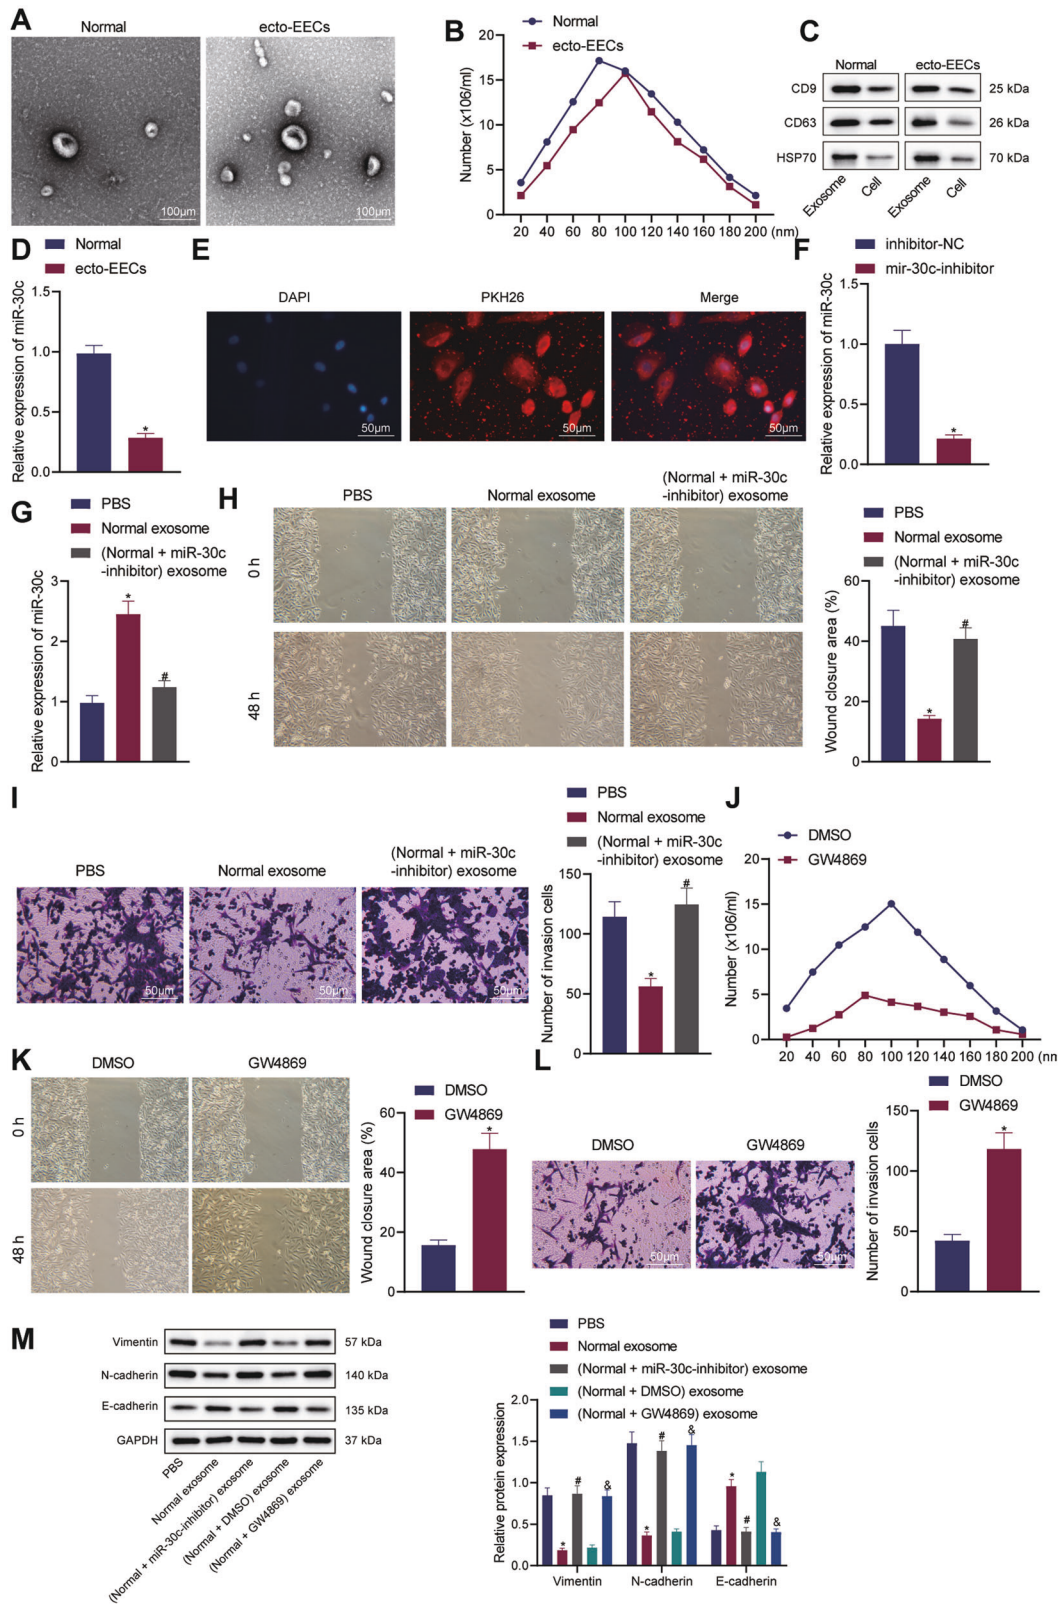 A
Normal
ecto-EECs
100μm
100μm
B
Normal
ecto-EECs
Number (x106/ml)
20
15
10
5
0
20 40 60 80 100 120 140 160 180 200 (nm)
C
Normal
ecto-EECs
CD9
25 kDa
CD63
26 kDa
HSP70
70 kDa
Exosome
Cell
Exosome
Cell
D
Normal
ecto-EECs
Relative expression of miR-30c
1.5
1.0
0.5
0.0
*
E
DAPI
PKH26
Merge
50μm
50μm
50μm
F
inhibitor-NC
mir-30c-inhibitor
Relative expression of miR-30c
1.5
1.0
0.5
0.0
*
G
PBS
Normal exosome
(Normal + miR-30c
-inhibitor) exosome
Relative expression of miR-30c
3
2
1
0
*
#
H
PBS
Normal exosome
(Normal + miR-30c
-inhibitor) exosome
0 h
48 h
PBS
Normal exosome
(Normal + miR-30c
-inhibitor) exosome
Wound closure area (%)
60
40
20
0
*
#
I
PBS
Normal exosome
(Normal + miR-30c
-inhibitor) exosome
50μm
50μm
50μm
PBS
Normal exosome
(Normal + miR-30c
-inhibitor) exosome
Number of invasion cells
150
100
50
0
*
#
J
DMSO
GW4869
Number (x106/ml)
20
15
10
5
0
20 40 60 80 100 120 140 160 180 200 (nm
K
DMSO
GW4869
0 h
48 h
DMSO
GW4869
Wound closure area (%)
60
40
20
0
*
L
DMSO
GW4869
50μm
50μm
DMSO
GW4869
Number of invasion cells
150
100
50
0
*
M
Vimentin
57 kDa
N-cadherin
140 kDa
E-cadherin
135 kDa
GAPDH
37 kDa
PBS
Normal exosome
(Normal + miR-30c-inhibitor) exosome
(Normal + DMSO) exosome
(Normal + GW4869) exosome
PBS
Normal exosome
(Normal + miR-30c-inhibitor) exosome
(Normal + DMSO) exosome
(Normal + GW4869) exosome
Relative protein expression
2.0
1.5
1.0
0.5
0.0
* # & * # & * # &
Vimentin
N-cadherin
E-cadherin